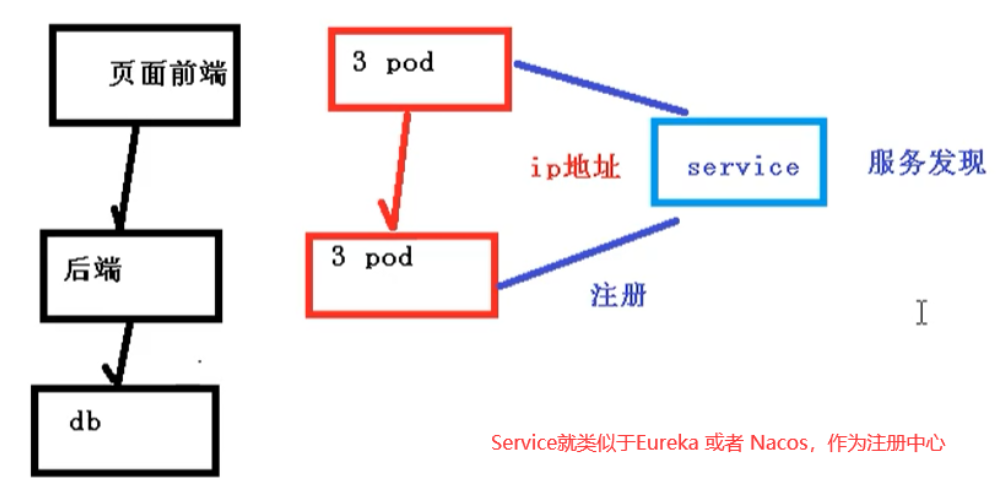 页面前端
3 pod
ip地址
service
服务发现
后端
3 pod
注册
db
Service就类似于Eureka 或者 Nacos，作为注册中心